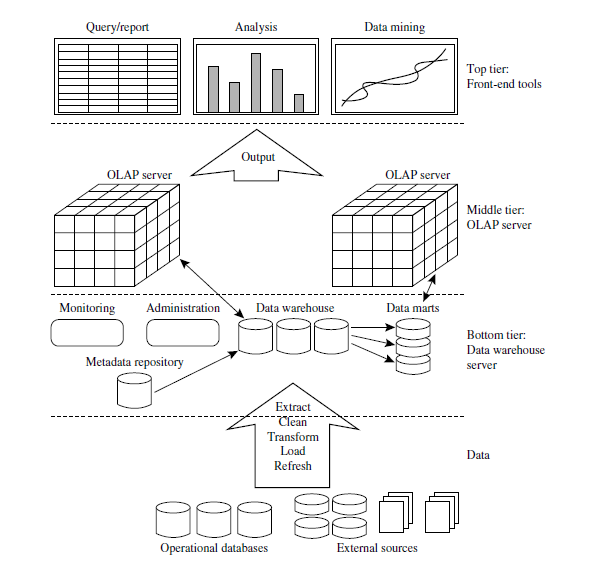 Query/report
Analysis
Data mining
Top tier:
Front-end tools
Output
OLAP server
OLAP server
Middle tier:
OLAP server
Monitoring
Administration
Data warehouse
Data marts
Bottom tier:
Data warehouse
server
Metadata repository
Extract
Clean
Transform
Load
Refresh
Data
Operational databases
External sources